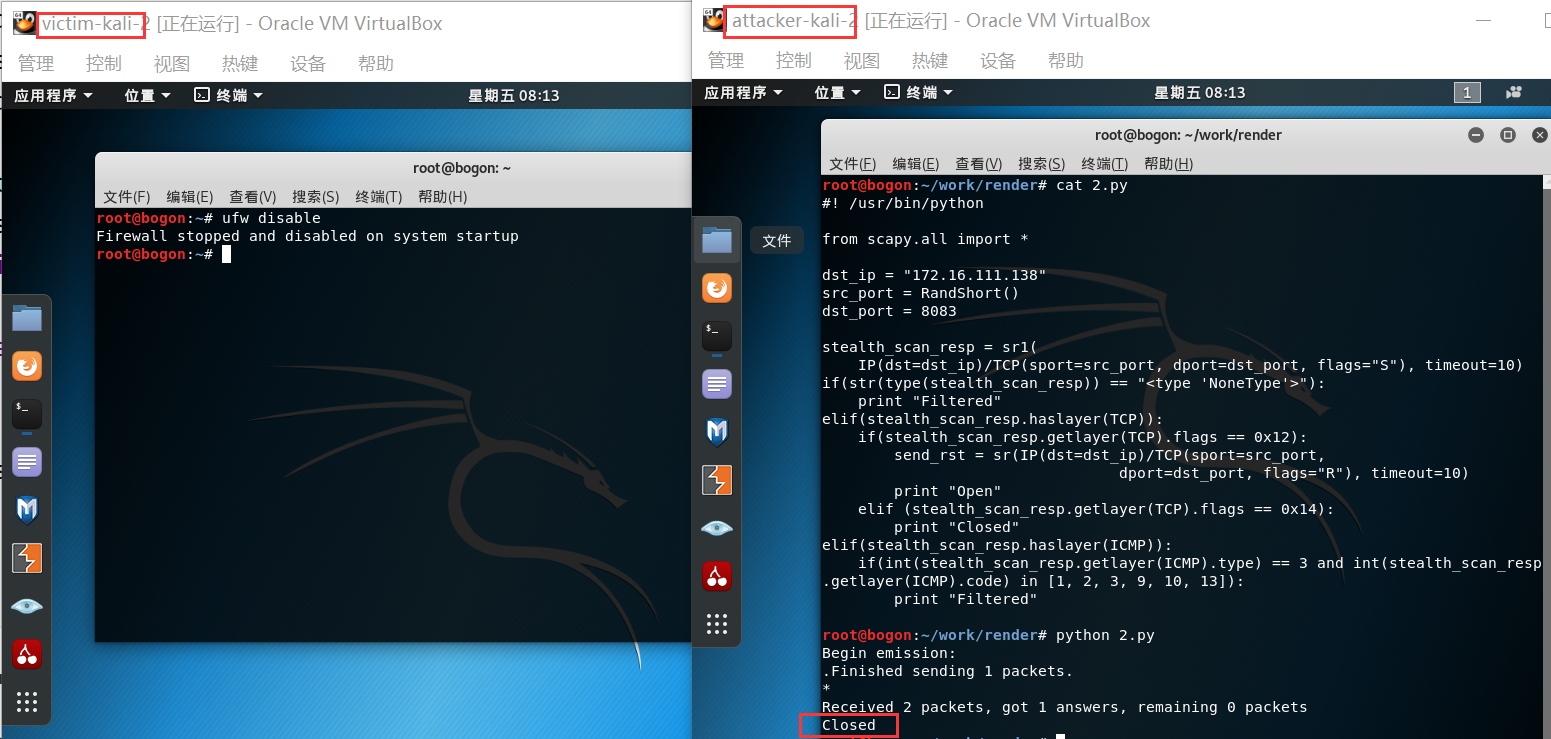 victim-kali-2 [正在运行] - Oracle VM VirtualBox
管理 控制 视图 热键 设备 帮助
应用程序 位置 终端 星期五 08:13
root@bogon: ~
文件(F) 编辑(E) 查看(V) 搜索(S) 终端(T) 帮助(H)
root@bogon:~# ufw disable
Firewall stopped and disabled on system startup
root@bogon:~#
$_
attacker-kali-2 [正在运行] - Oracle VM VirtualBox
管理 控制 视图 热键 设备 帮助
应用程序 位置 终端 星期五 08:13 1
文件
$_
root@bogon: ~/work/render
文件(F) 编辑(E) 查看(V) 搜索(S) 终端(T) 帮助(H)
root@bogon:~/work/render# cat 2.py
#! /usr/bin/python
from scapy.all import *
dst_ip = "172.16.111.138"
src_port = RandShort()
dst_port = 8083
stealth_scan_resp = sr1(
    IP(dst=dst_ip)/TCP(sport=src_port, dport=dst_port, flags="S"), timeout=10)
if(str(type(stealth_scan_resp)) == "<type 'NoneType'>"):
    print "Filtered"
elif(stealth_scan_resp.haslayer(TCP)):
    if(stealth_scan_resp.getlayer(TCP).flags == 0x12):
        send_rst = sr(IP(dst=dst_ip)/TCP(sport=src_port,
                                 dport=dst_port, flags="R"), timeout=10)
        print "Open"
    elif (stealth_scan_resp.getlayer(TCP).flags == 0x14):
        print "Closed"
elif(stealth_scan_resp.haslayer(ICMP)):
    if(int(stealth_scan_resp.getlayer(ICMP).type) == 3 and int(stealth_scan_resp
.getlayer(ICMP).code) in [1, 2, 3, 9, 10, 13]):
        print "Filtered"
root@bogon:~/work/render# python 2.py
Begin emission:
.Finished sending 1 packets.
*
Received 2 packets, got 1 answers, remaining 0 packets
Closed